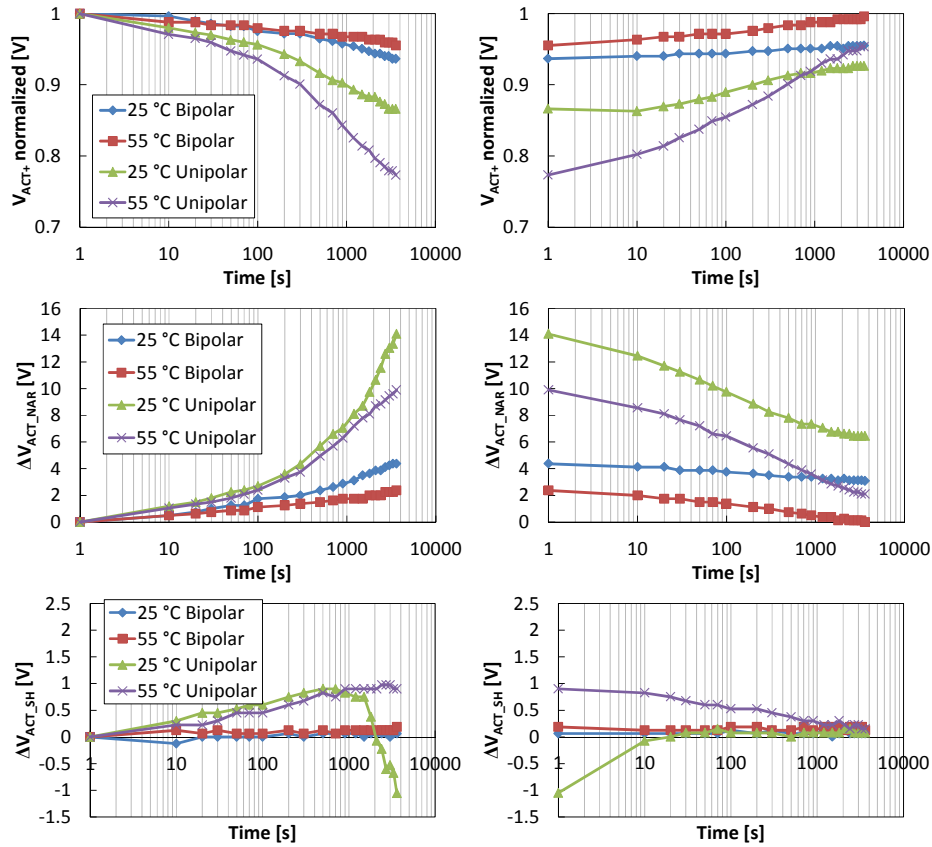 1
0.9
0.8
0.7
V_ACT+ normalized [V]
25 °C Bipolar
55 °C Bipolar
25 °C Unipolar
55 °C Unipolar
1 10 100 1000 10000
Time [s]
1
0.9
0.8
0.7
V_ACT+ normalized [V]
1 10 100 1000 10000
Time [s]
16
14
12
10
8
6
4
2
0
ΔV_ACT_NAR [V]
25 °C Bipolar
55 °C Bipolar
25 °C Unipolar
55 °C Unipolar
1 10 100 1000 10000
Time [s]
16
14
12
10
8
6
4
2
0
ΔV_ACT_NAR [V]
1 10 100 1000 10000
Time [s]
2.5
2
1.5
1
0.5
0
-0.5
-1
-1.5
ΔV_ACT_SH [V]
25 °C Bipolar
55 °C Bipolar
25 °C Unipolar
55 °C Unipolar
1 10 100 1000 10000
Time [s]
2.5
2
1.5
1
0.5
0
-0.5
-1
-1.5
ΔV_ACT_SH [V]
1 10 100 1000 10000
Time [s]